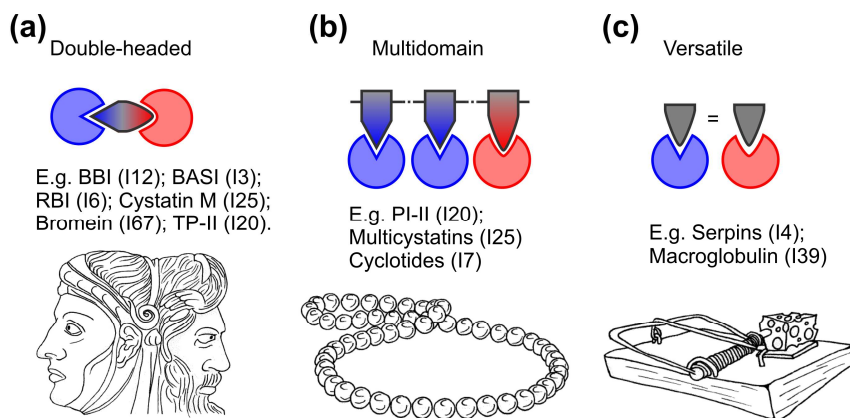 (a)
Double-headed
E.g. BBI (I12); BASI (I3);
RBI (I6); Cystatin M (I25);
Bromein (I67); TP-II (I20).
(b)
Multidomain
E.g. PI-II (I20);
Multicystatins (I25)
Cyclotides (I7)
(c)
Versatile
=
E.g. Serpins (I4);
Macroglobulin (I39)